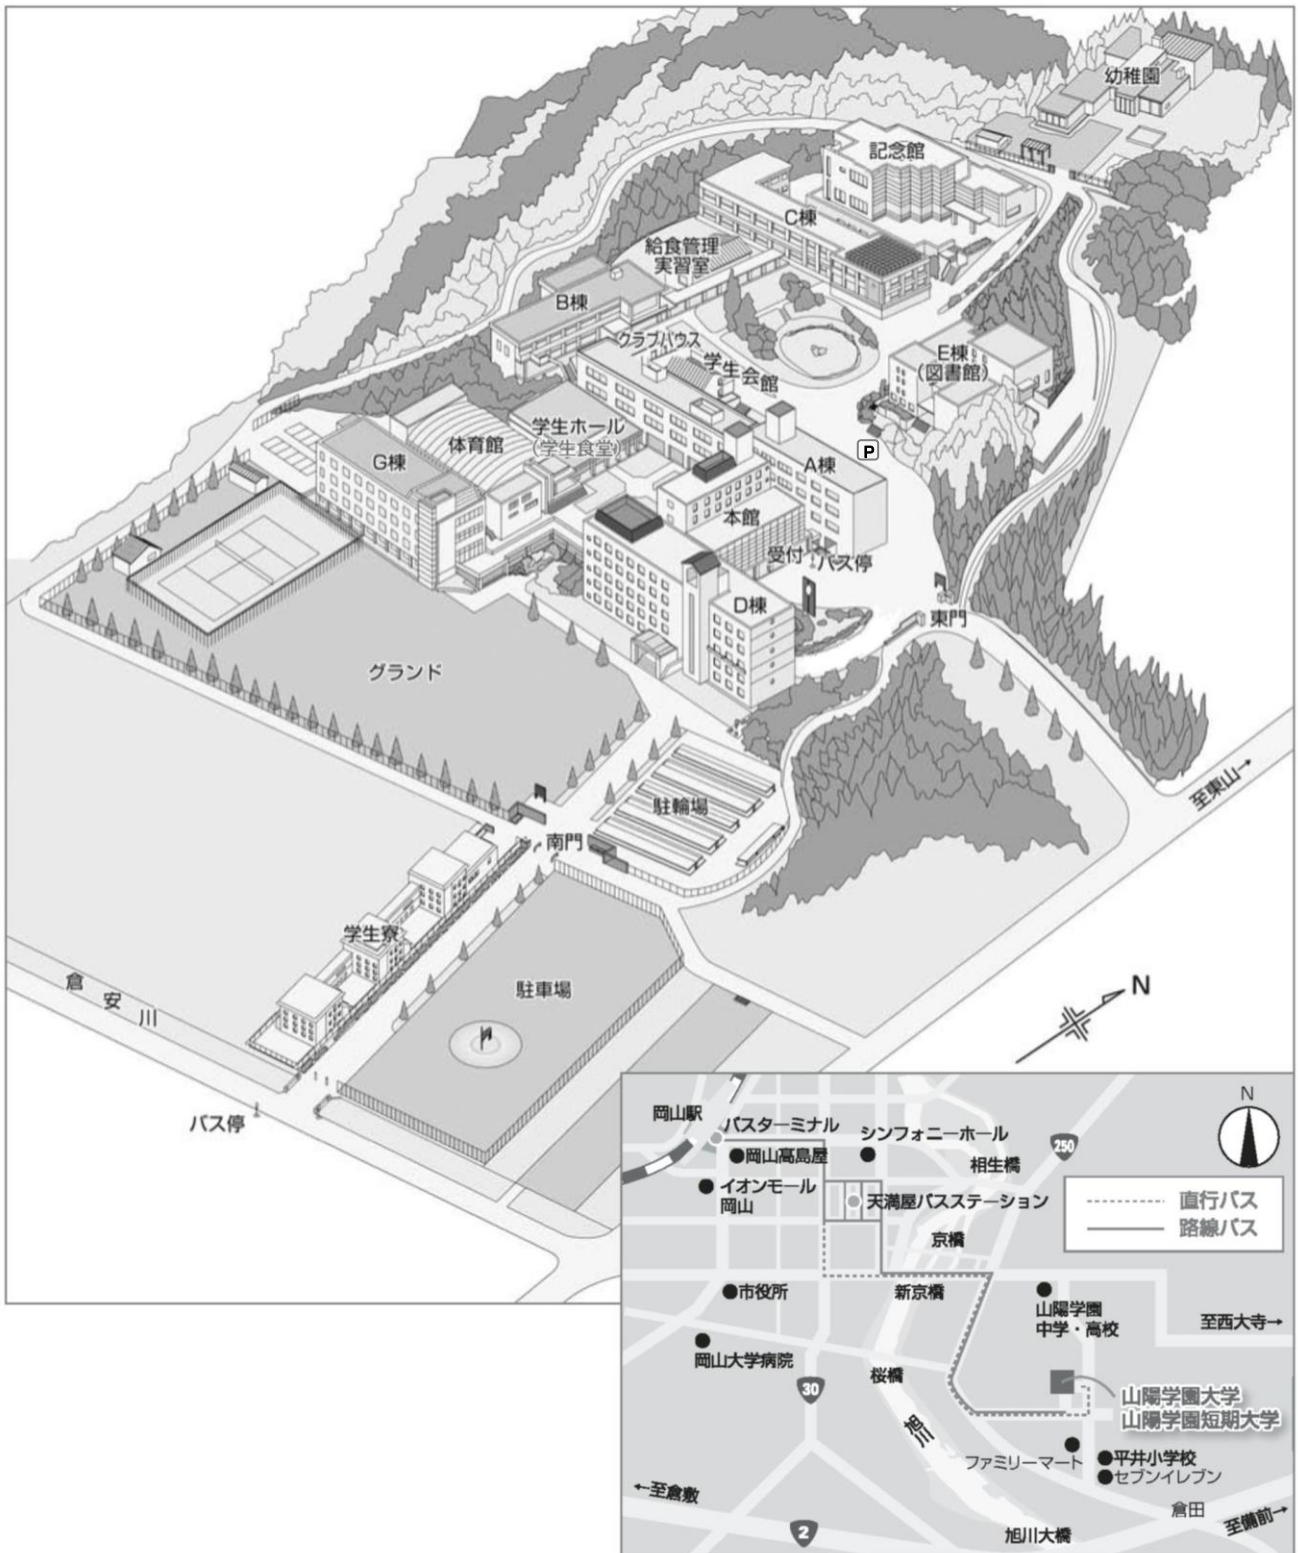 幼稚園
記念館
C棟
給食管理
実習室
B棟
クラブハウス
学生会館
E棟
(図書館)
学生ホール
(学生食堂)
体育館
G棟
P
A棟
本館
受付
バス停
D棟
東門
グランド
至東山→
駐輪場
南門
学生寮
駐車場
倉安川
N
バス停
岡山駅
バスターミナル
シンフォニーホール
250
N
岡山高島屋
相生橋
イオンモール
岡山
天満屋バスステーション
直行バス
路線バス
京橋
市役所
新京橋
山陽学園
中学・高校
至西大寺→
岡山大学病院
桜橋
30
山陽学園大学
山陽学園短期大学
旭川
ファミリーマート
平井小学校
セブンイレブン
←至倉敷
倉田
至備前→
2
旭川大橋